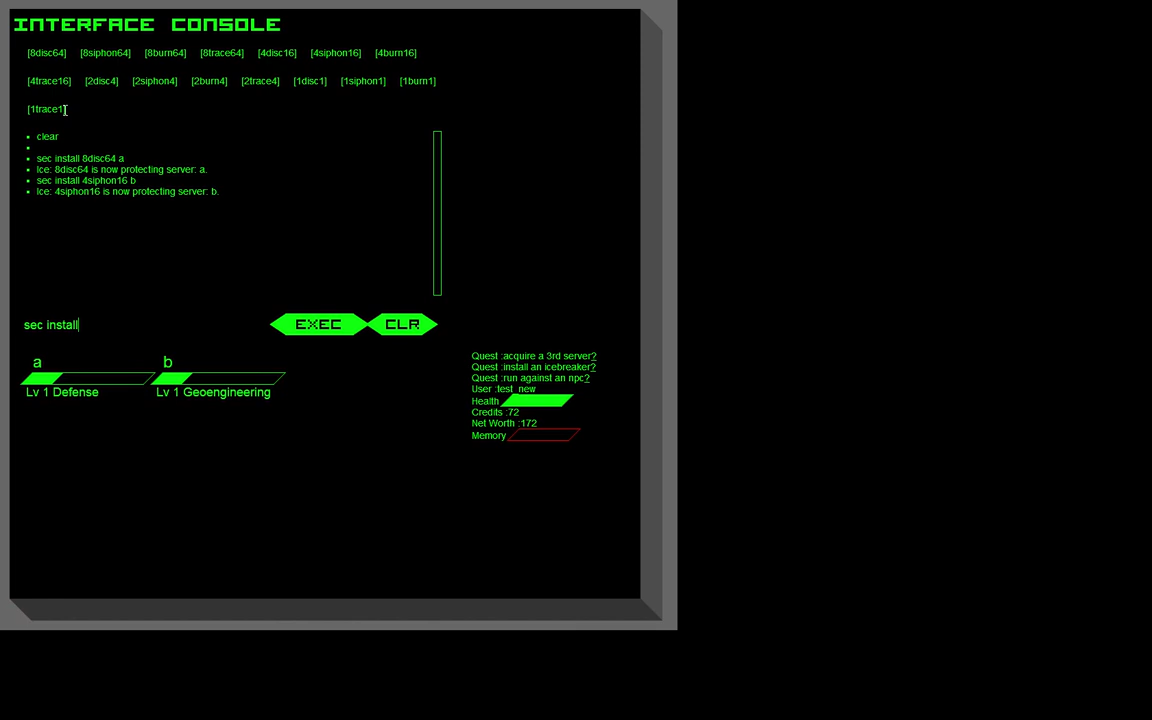 INTERFACE CONSOLE
[8disc64] [8siphon64] [8burn64] [8trace64] [4disc16] [4siphon16] [4burn16]
[4trace16] [2disc4] [2siphon4] [2burn4] [2trace4] [1disc1] [1siphon1] [1burn1]
[1trace1]
clear
sec install 8disc64 a
Ice: 8disc64 is now protecting server: a.
sec install 4siphon16 b
Ice: 4siphon16 is now protecting server: b.
sec install EXEC CLR
a b
Lv 1 Defense Lv 1 Geoengineering
Quest :acquire a 3rd server?
Quest :install an icebreaker?
Quest :run against an npc?
User :test_new
Health
Credits :72
Net Worth :172
Memory